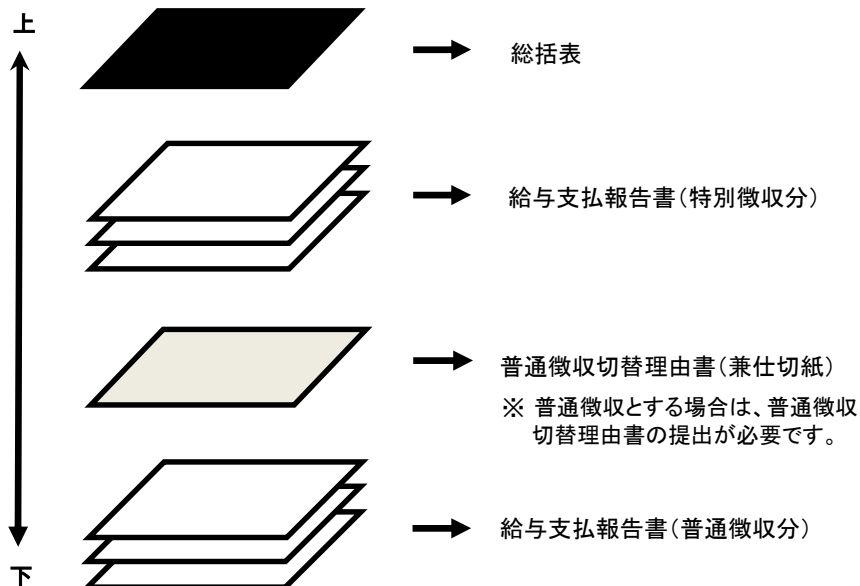 上
総括表
給与支払報告書(特別徴収分)
普通徴収切替理由書(兼仕切紙)
※ 普通徴収とする場合は、普通徴収
切替理由書の提出が必要です。
給与支払報告書(普通徴収分)
下